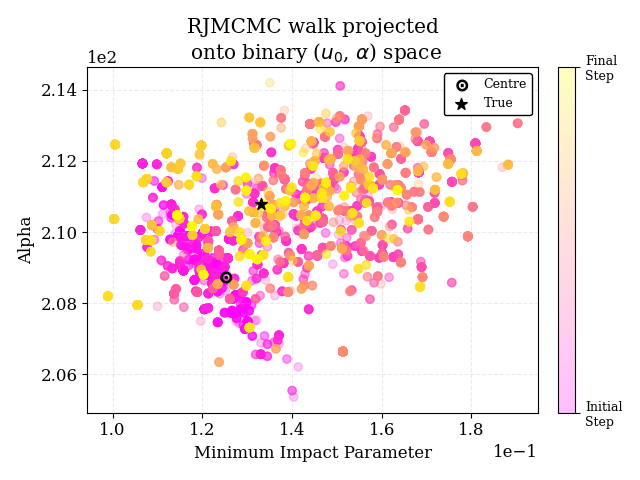 RJMCMC walk projected
onto binary (u₀, α) space
1e2
2.14
2.12
2.10
2.08
2.06
Alpha
1.0
1.2
1.4
1.6
1.8
1e−1
Minimum Impact Parameter
Centre
True
Final
Step
Initial
Step